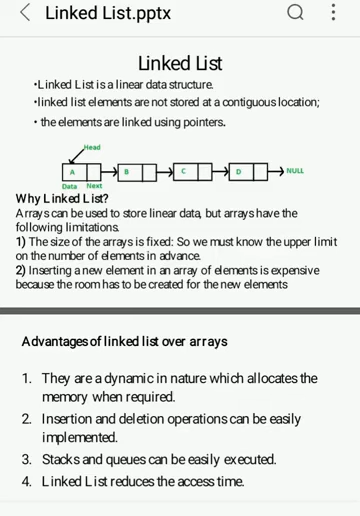 Linked List.pptx
Linked List
•Linked List is a linear data structure.
•linked list elements are not stored at a contiguous location;
• the elements are linked using pointers.
Head
A B C D NULL
Data Next
Why Linked List?
Arrays can be used to store linear data, but arrays have the
following limitations.
1) The size of the arrays is fixed: So we must know the upper limit
on the number of elements in advance.
2) Inserting a new element in an array of elements is expensive
because the room has to be created for the new elements
Advantages of linked list over arrays
1. They are a dynamic in nature which allocates the
memory when required.
2. Insertion and deletion operations can be easily
implemented.
3. Stacks and queues can be easily executed.
4. Linked List reduces the access time.